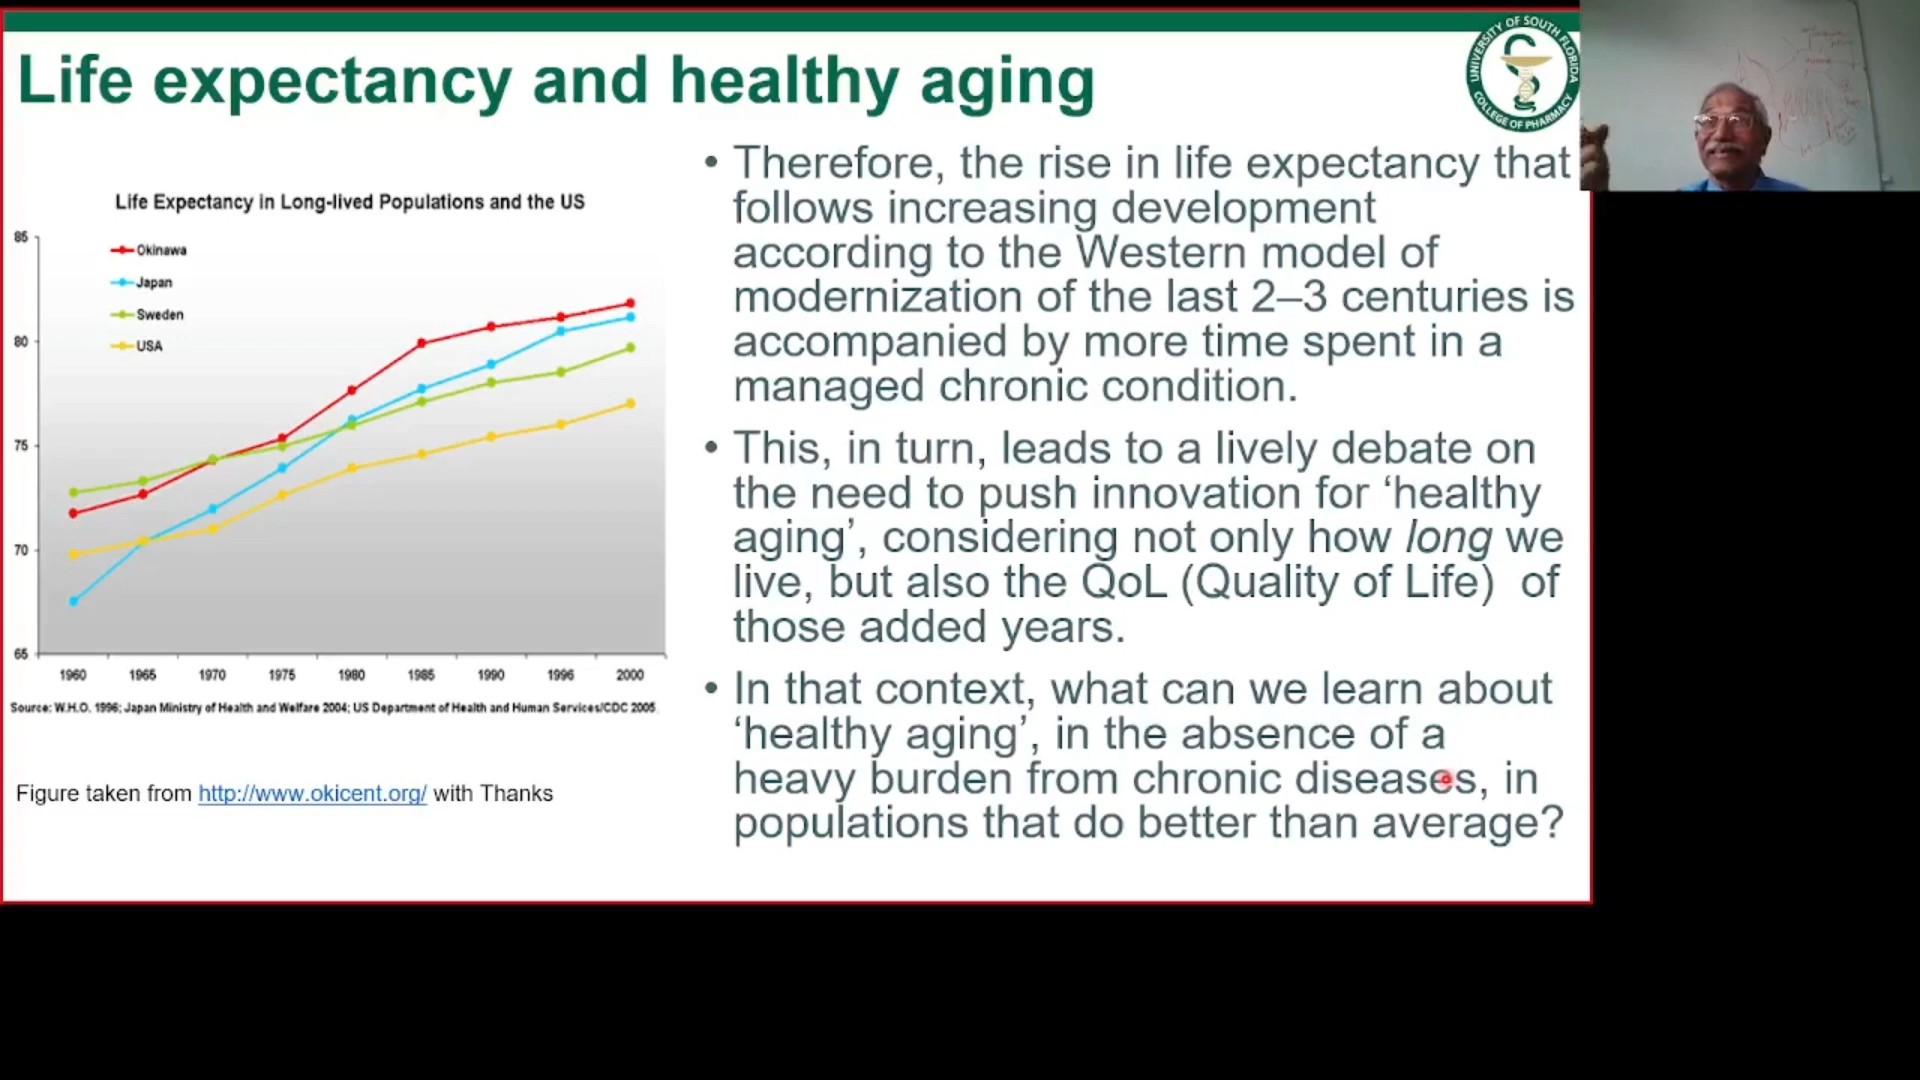 Life expectancy and healthy aging
UNIVERSITY OF SOUTH FLORIDA
COLLEGE OF PHARMACY
Life Expectancy in Long-lived Populations and the US
85
80
75
70
65
Okinawa
Japan
Sweden
USA
1960 1965 1970 1975 1980 1985 1990 1996 2000
Source: W.H.O. 1996; Japan Ministry of Health and Welfare 2004; US Department of Health and Human Services/CDC 2005
Figure taken from http://www.okicent.org/ with Thanks
• Therefore, the rise in life expectancy that
follows increasing development
according to the Western model of
modernization of the last 2–3 centuries is
accompanied by more time spent in a
managed chronic condition.
• This, in turn, leads to a lively debate on
the need to push innovation for ‘healthy
aging’, considering not only how long we
live, but also the QoL (Quality of Life) of
those added years.
• In that context, what can we learn about
‘healthy aging’, in the absence of a
heavy burden from chronic diseases, in
populations that do better than average?